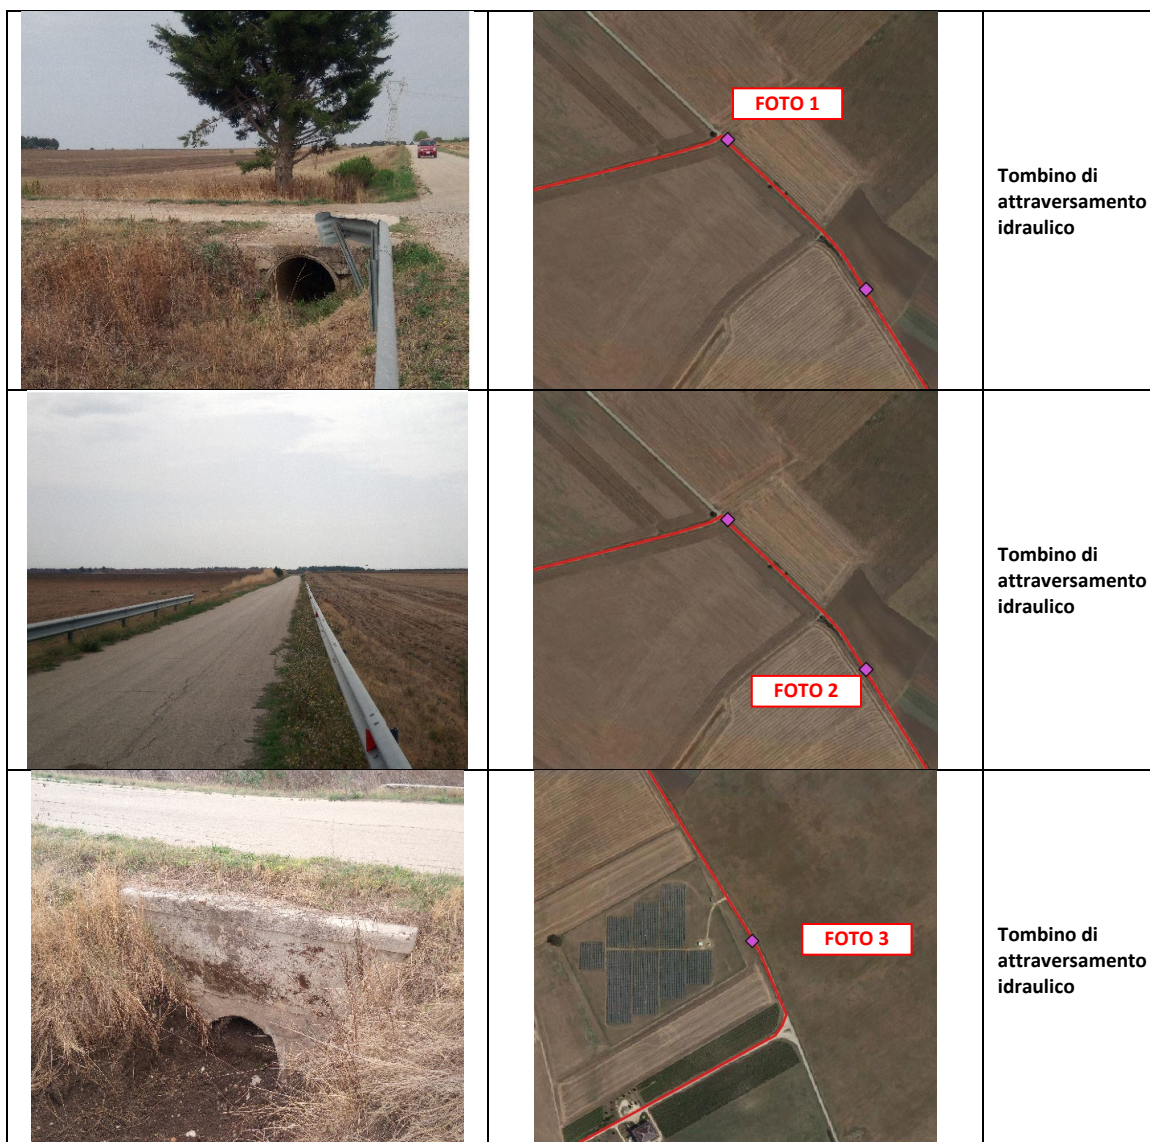 FOTO 1
Tombino di
attraversamento
idraulico
FOTO 2
Tombino di
attraversamento
idraulico
FOTO 3
Tombino di
attraversamento
idraulico